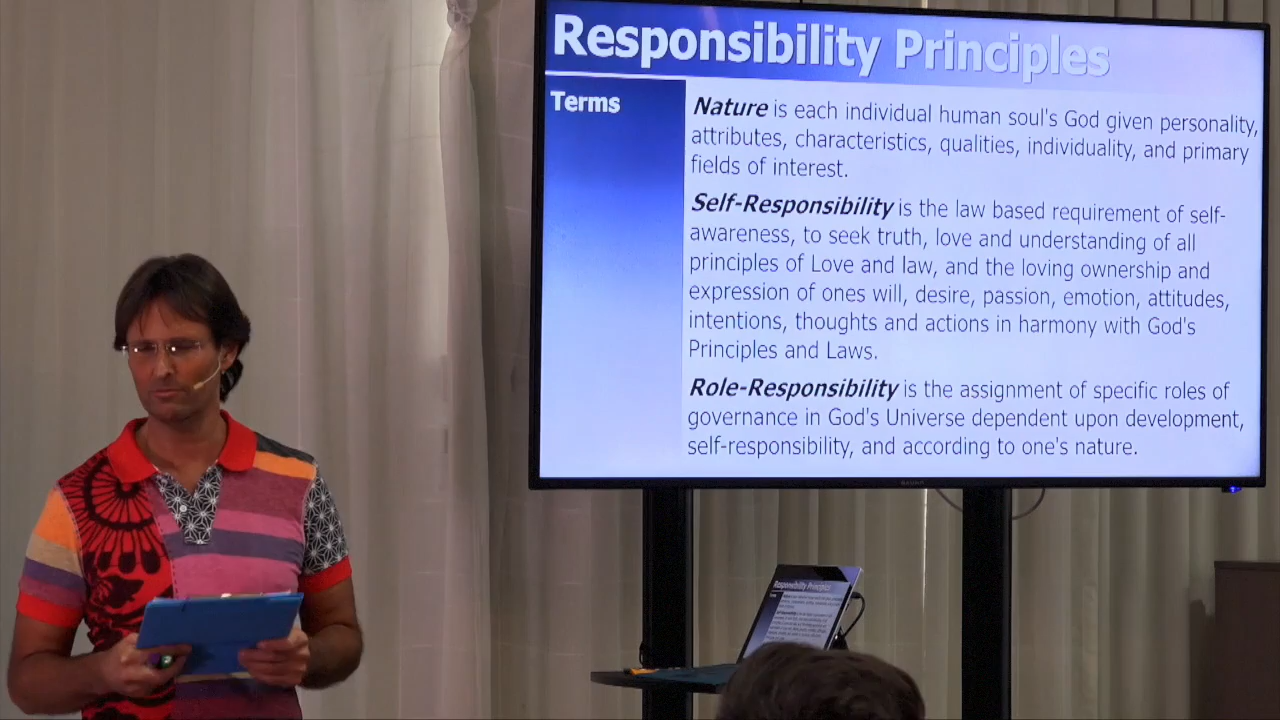 Responsibility Principles
Terms
Nature is each individual human soul's God given personality,
attributes, characteristics, qualities, individuality, and primary
fields of interest.
Self-Responsibility is the law based requirement of self-
awareness, to seek truth, love and understanding of all
principles of Love and law, and the loving ownership and
expression of ones will, desire, passion, emotion, attitudes,
intentions, thoughts and actions in harmony with God's
Principles and Laws.
Role-Responsibility is the assignment of specific roles of
governance in God's Universe dependent upon development,
self-responsibility, and according to one's nature.
Responsibility Principles